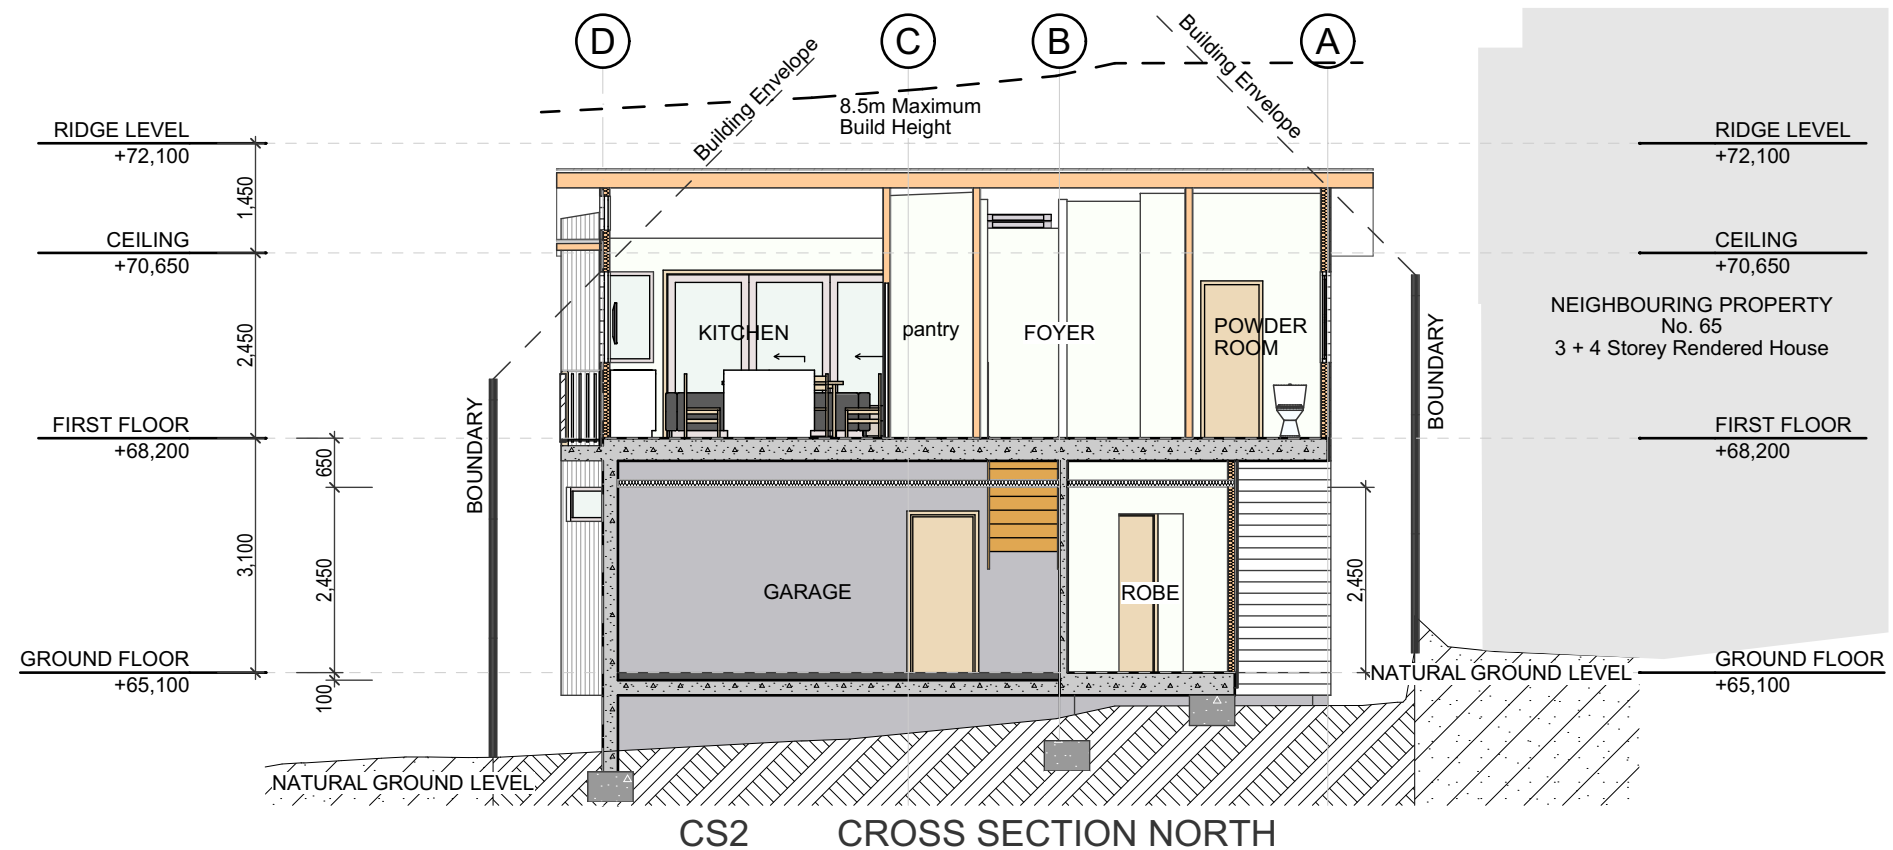 D
C
B
A
Building Envelope
Building Envelope
8.5m Maximum
Build Height
RIDGE LEVEL
+72,100
CEILING
+70,650
FIRST FLOOR
+68,200
GROUND FLOOR
+65,100
1,450
2,450
3,100
650
2,450
100
BOUNDARY
KITCHEN
pantry
FOYER
POWDER
ROOM
GARAGE
ROBE
2,450
BOUNDARY
RIDGE LEVEL
+72,100
CEILING
+70,650
NEIGHBOURING PROPERTY
No. 65
3 + 4 Storey Rendered House
FIRST FLOOR
+68,200
GROUND FLOOR
+65,100
NATURAL GROUND LEVEL
NATURAL GROUND LEVEL
CS2 CROSS SECTION NORTH